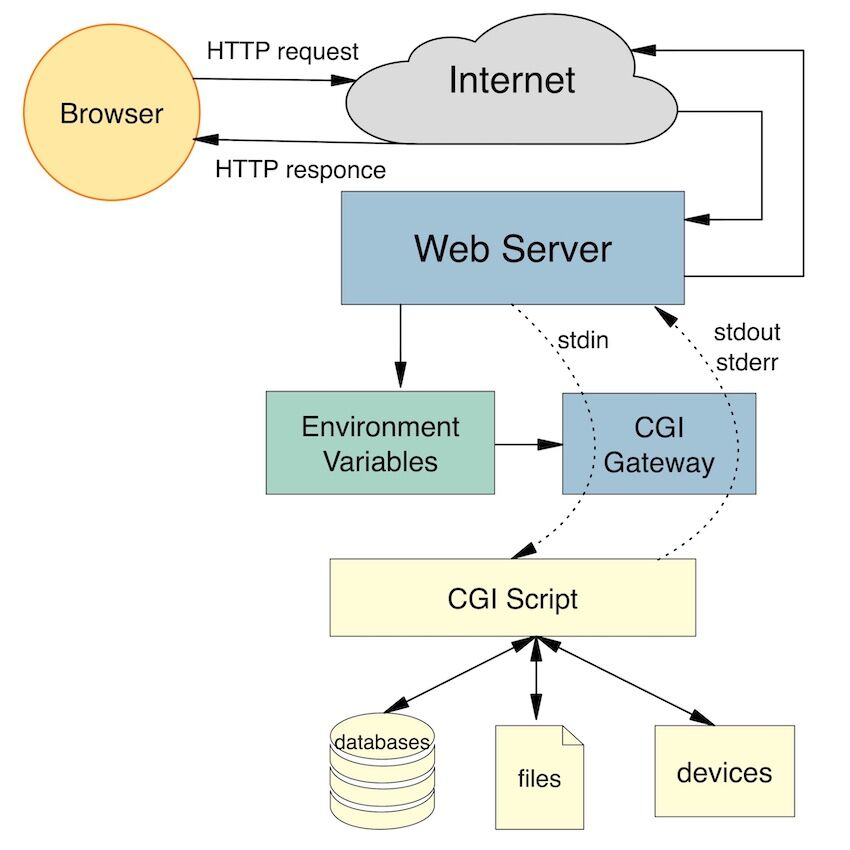 HTTP request
Internet
Browser
HTTP responce
Web Server
stdin
stdout
stderr
Environment
Variables
CGI
Gateway
CGI Script
databases
files
devices